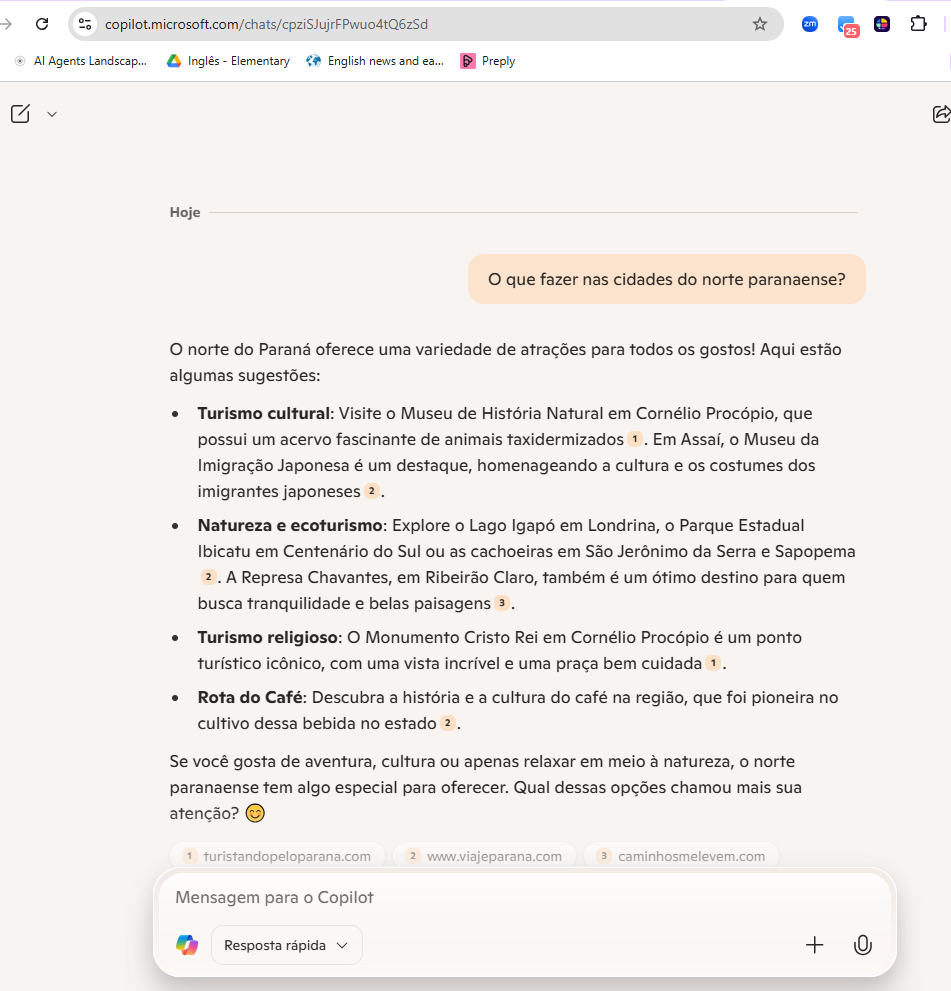 copilot.microsoft.com/chats/cpziSJujrFPwuo4tQ6zSd
zm
25
AI Agents Landscap...
Inglês - Elementary
English news and ea...
Preply
Hoje
O que fazer nas cidades do norte paranaense?
O norte do Paraná oferece uma variedade de atrações para todos os gostos! Aqui estão
algumas sugestões:
• Turismo cultural: Visite o Museu de História Natural em Cornélio Procópio, que
possui um acervo fascinante de animais taxidermizados 1. Em Assaí, o Museu da
Imigração Japonesa é um destaque, homenageando a cultura e os costumes dos
imigrantes japoneses 2.
• Natureza e ecoturismo: Explore o Lago Igapó em Londrina, o Parque Estadual
Ibicatu em Centenário do Sul ou as cachoeiras em São Jerônimo da Serra e Sapopema
2. A Represa Chavantes, em Ribeirão Claro, também é um ótimo destino para quem
busca tranquilidade e belas paisagens 3.
• Turismo religioso: O Monumento Cristo Rei em Cornélio Procópio é um ponto
turístico icônico, com uma vista incrível e uma praça bem cuidada 1.
• Rota do Café: Descubra a história e a cultura do café na região, que foi pioneira no
cultivo dessa bebida no estado 2.
Se você gosta de aventura, cultura ou apenas relaxar em meio à natureza, o norte
paranaense tem algo especial para oferecer. Qual dessas opções chamou mais sua
atenção? 😊
1 turistandopeloparana.com
2 www.viajeparana.com
3 caminhosmelevem.com
Mensagem para o Copilot
Resposta rápida